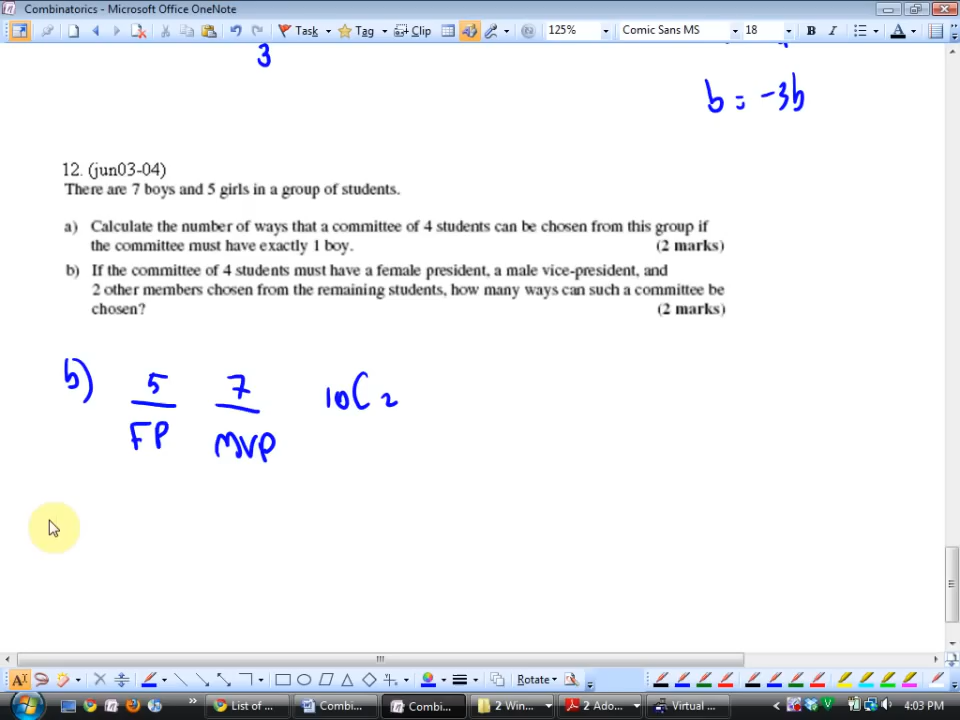 Combinatorics - Microsoft OneNote
Task Tag Clip 125% Comic Sans MS 18 B I A
3
b = -3b
12. (jun03-04)
There are 7 boys and 5 girls in a group of students.
a) Calculate the number of ways that a committee of 4 students can be chosen from this group if
the committee must have exactly 1 boy. (2 marks)
b) If the committee of 4 students must have a female president, a male vice-president, and
2 other members chosen from the remaining students, how many ways can such a committee be
chosen? (2 marks)
b) 5 7 10C2
FP MVP
Rotate
List of ... Combi... Combi... 2 Win... 2 Ado... Virtual ... 4:03 PM